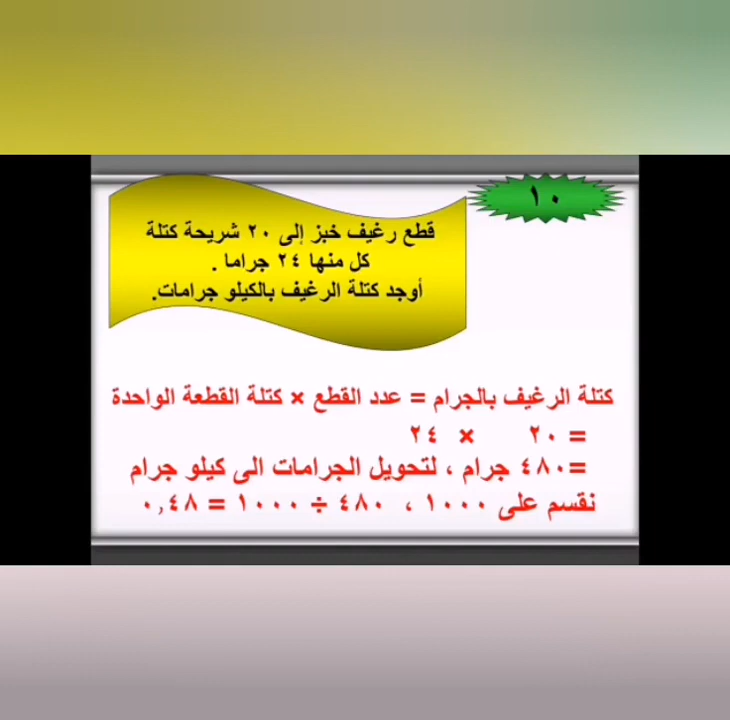 ١٠
قطع رغيف خبز إلى ٢٠ شريحة كتلة
كل منها ٢٤ جراما .
أوجد كتلة الرغيف بالكيلو جرامات.
كتلة الرغيف بالجرام = عدد القطع × كتلة القطعة الواحدة
= ٢٠ × ٢٤
=٤٨٠ جرام ، لتحويل الجرامات الى كيلو جرام
نقسم على ١٠٠٠ ، ٤٨٠ ÷ ١٠٠٠ = ٠,٤٨